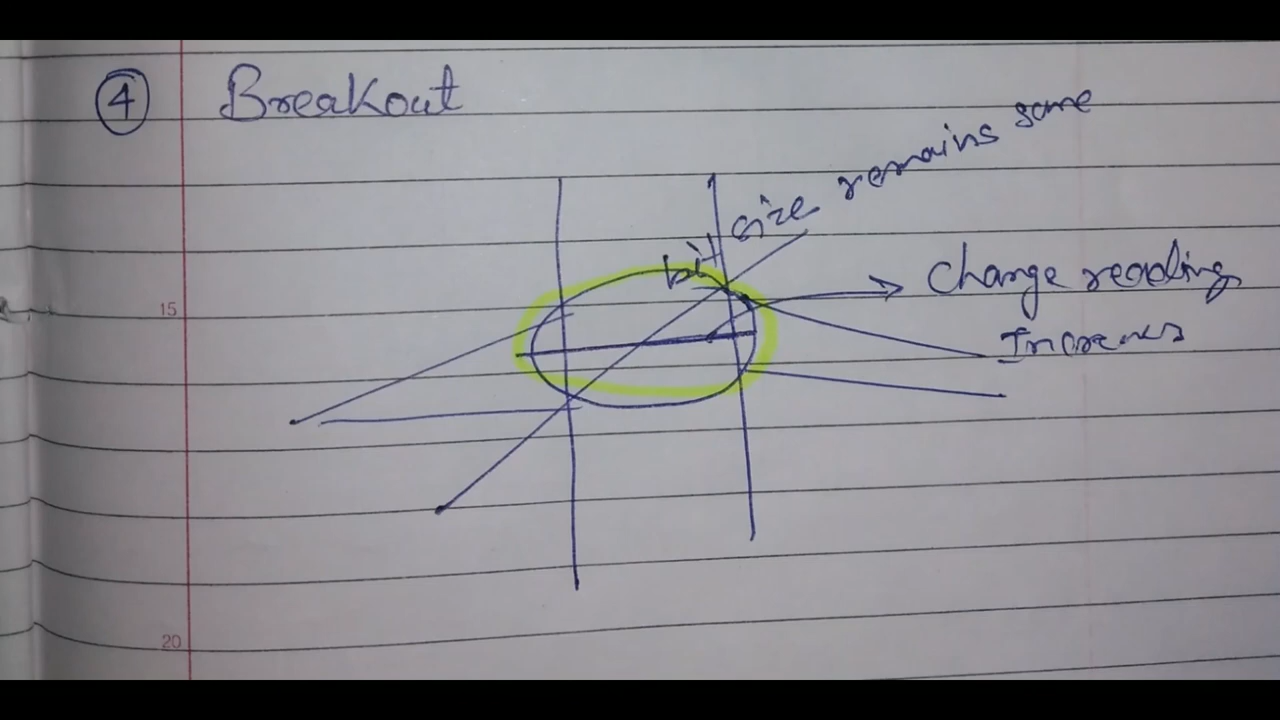 4 Breakout
bit size remains same
15
Change reading
Increases
20